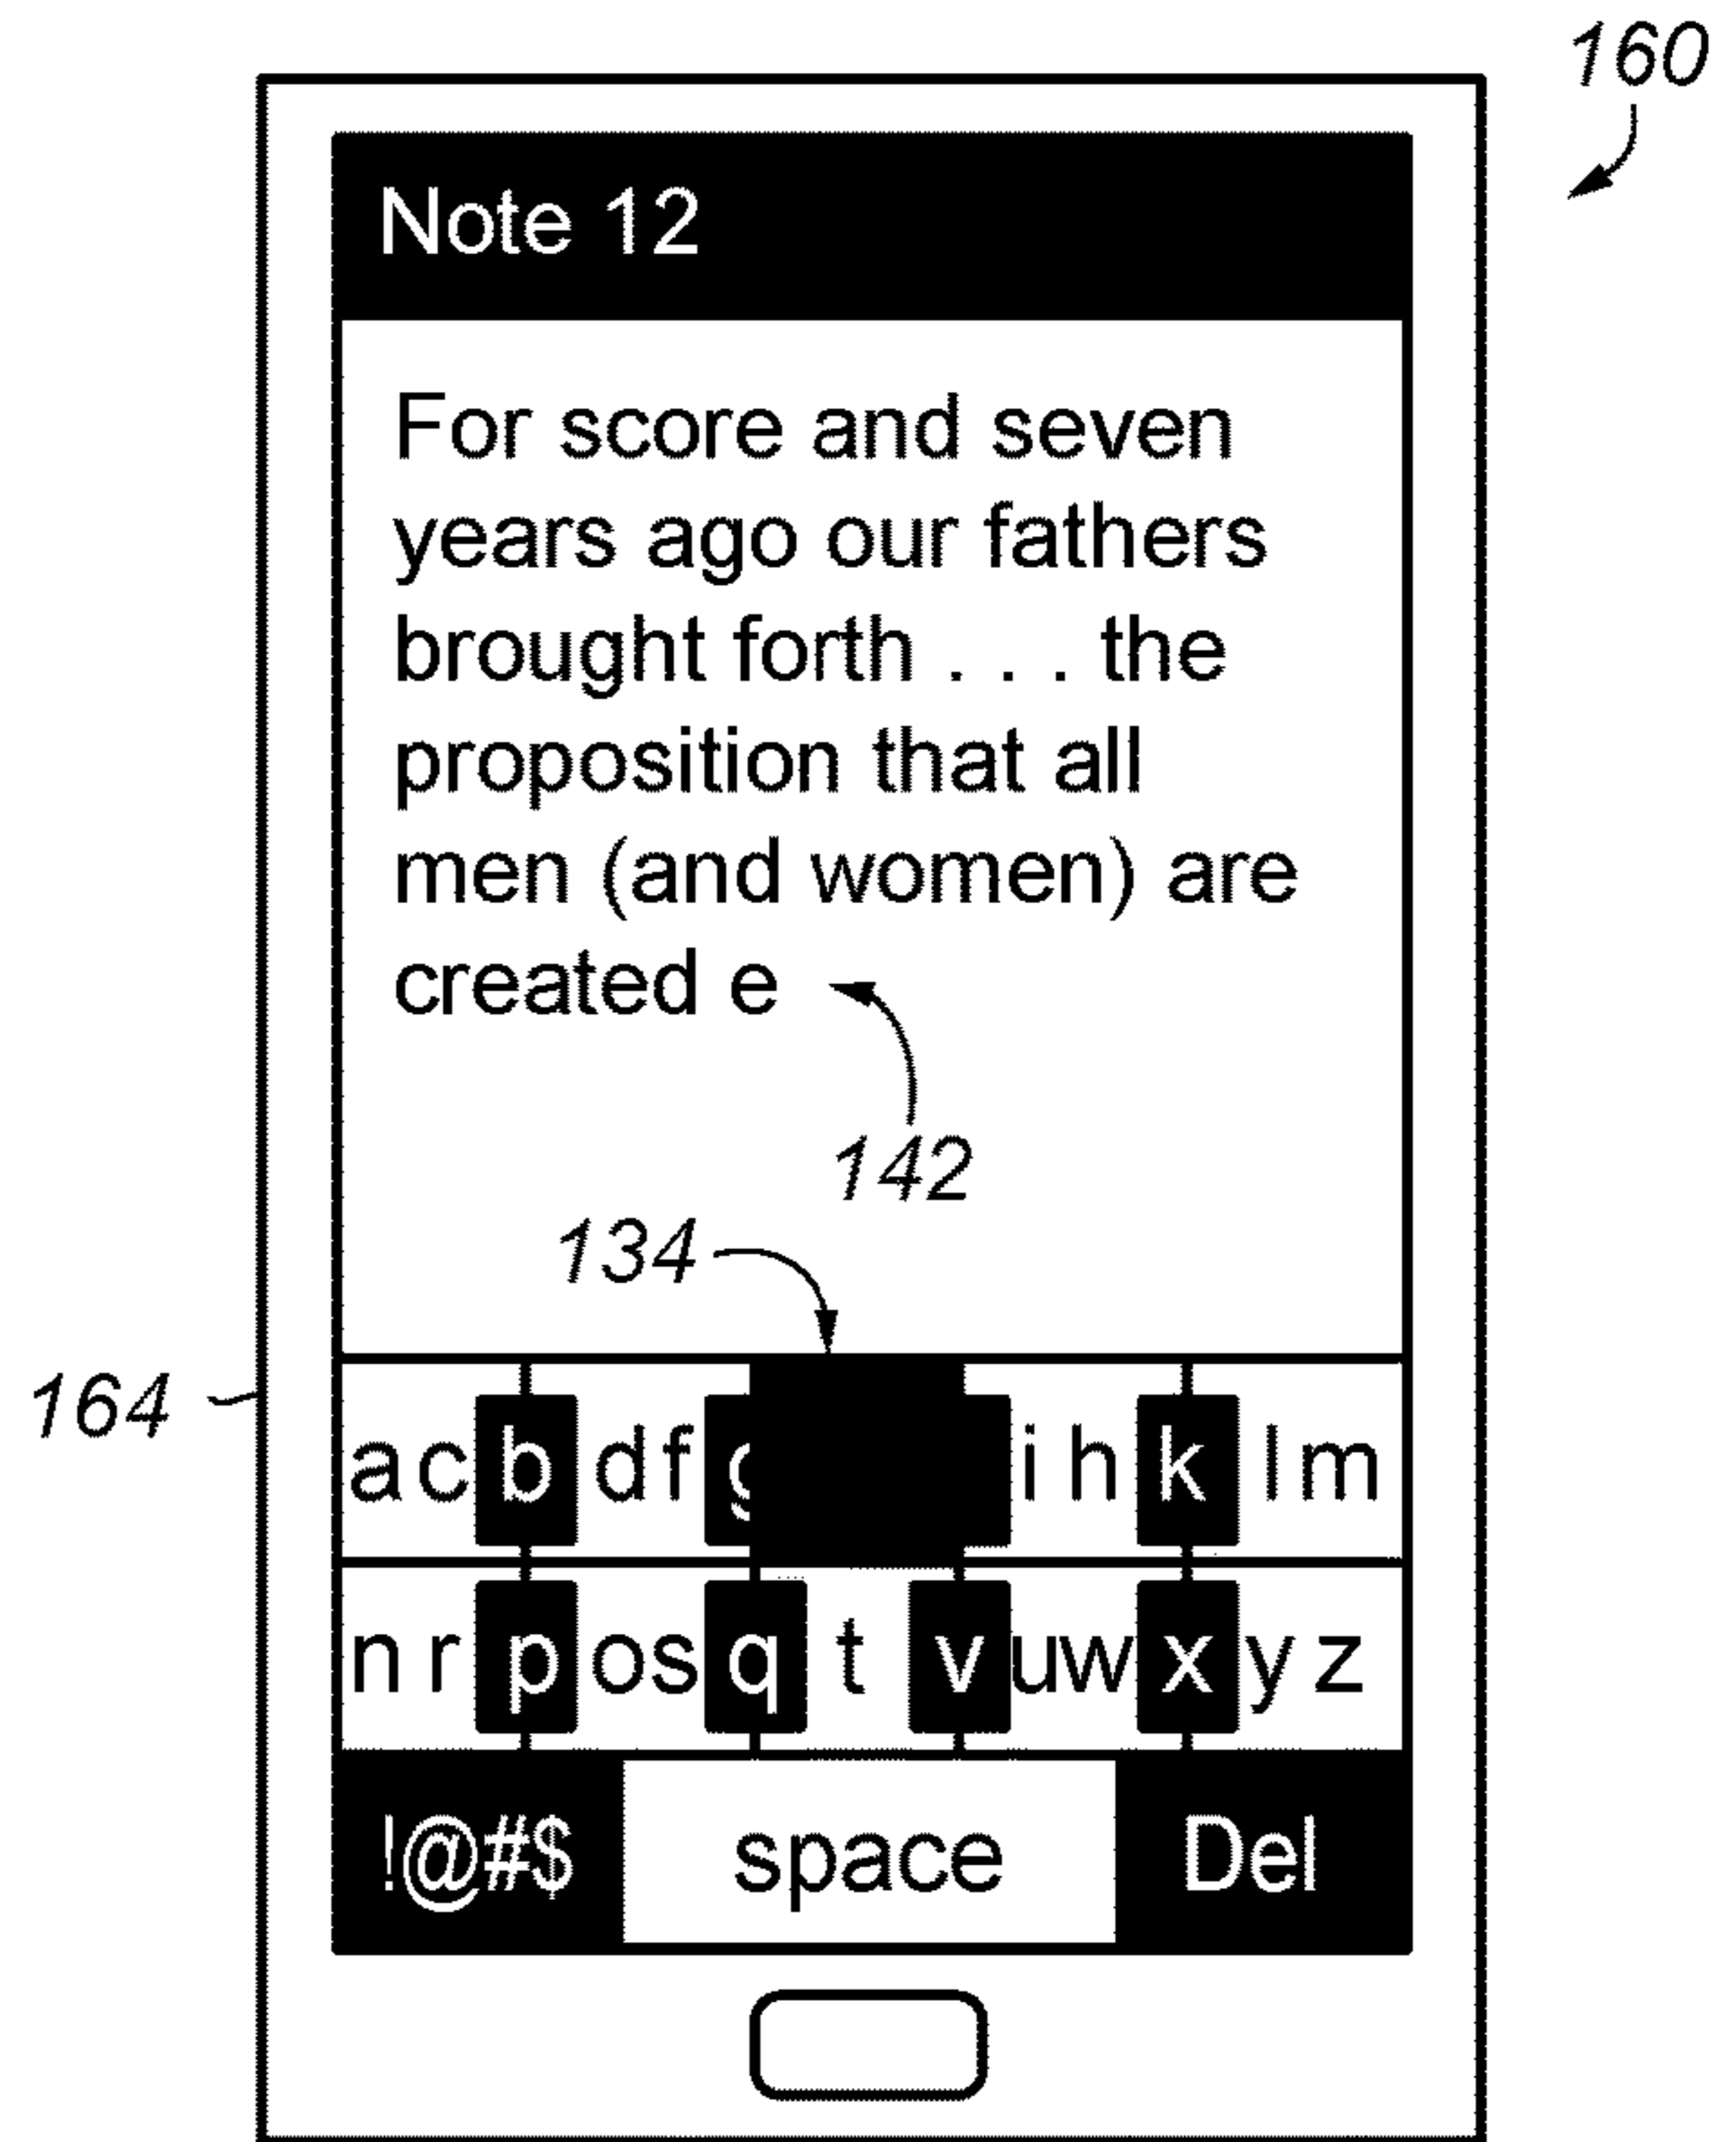 160
Note 12
For score and seven
years ago our fathers
brought forth . . . the
proposition that all
men (and women) are
created e
142
134
164
a c b d f g i h k l m
n r p o s q t v u w x y z
!@#$ space Del